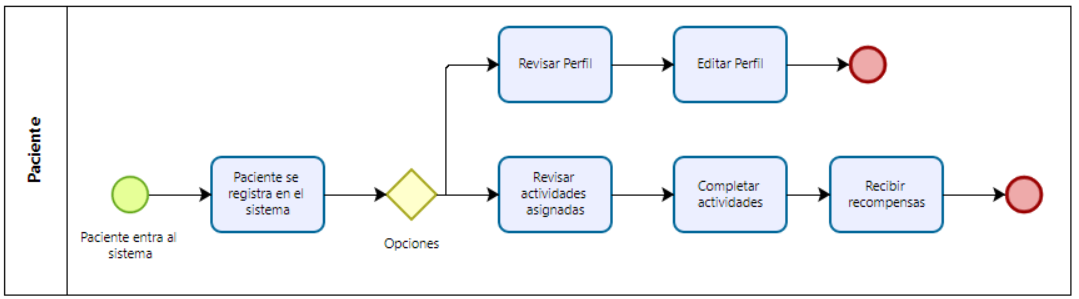 Paciente
Paciente entra al
sistema
Paciente se
registra en el
sistema
Opciones
Revisar Perfil
Editar Perfil
Revisar
actividades
asignadas
Completar
actividades
Recibir
recompensas